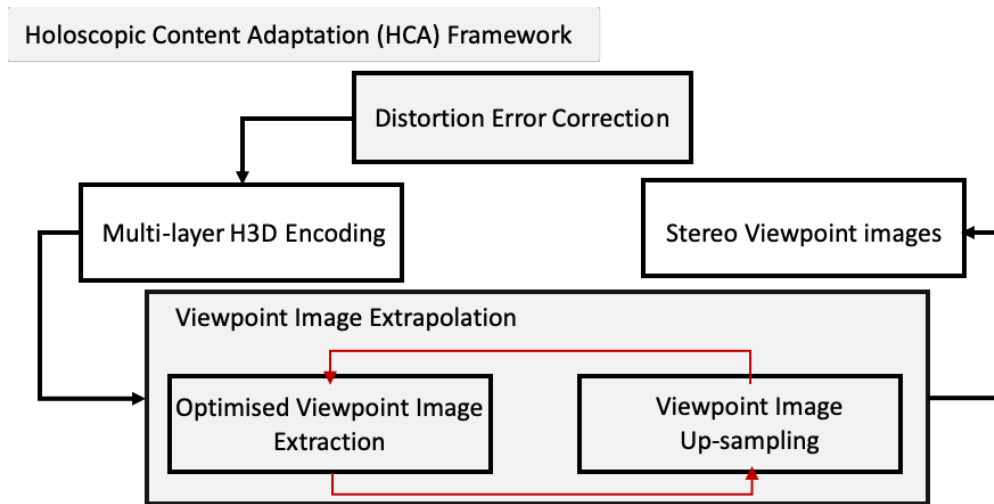 Holoscopic Content Adaptation (HCA) Framework
Distortion Error Correction
Multi-layer H3D Encoding
Stereo Viewpoint images
Viewpoint Image Extrapolation
Optimised Viewpoint Image
Extraction
Viewpoint Image
Up-sampling